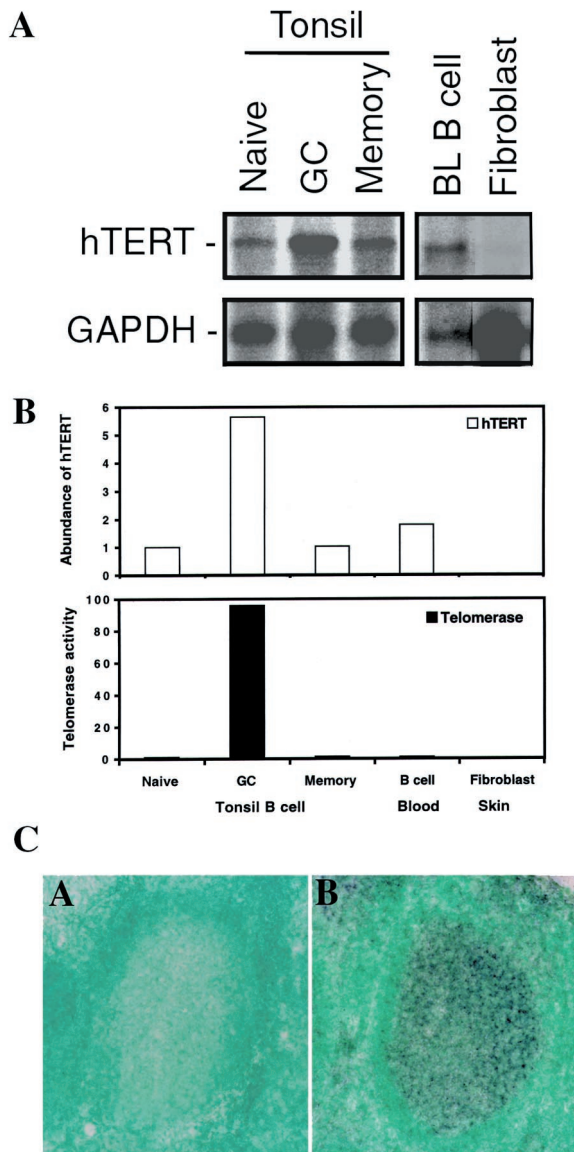 A
Tonsil
Naive
GC
Memory
BL B cell
Fibroblast
hTERT -
GAPDH -
B
Abundance of hTERT
6
5
4
3
2
1
0
hTERT
Telomerase activity
100
80
60
40
20
0
Telomerase
Naive GC Memory B cell Fibroblast
Tonsil B cell Blood Skin
C
A B